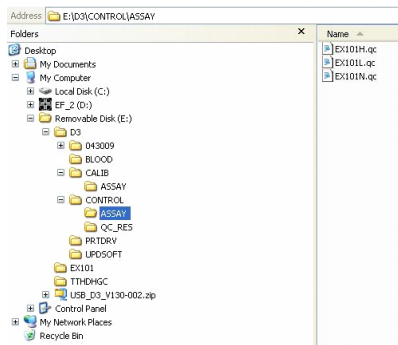 Address E:\D3\CONTROL\ASSAY
Folders x
Desktop
My Documents
My Computer
Local Disk (C:)
EF_2 (D:)
Removable Disk (E:)
D3
043009
BLOOD
CALIB
ASSAY
CONTROL
ASSAY
QC_RES
PRTDRV
UPDSOFT
EX101
TTHDHGC
USB_D3_V130-002.zip
Control Panel
My Network Places
Recycle Bin
Name
EX101H.qc
EX101L.qc
EX101N.qc